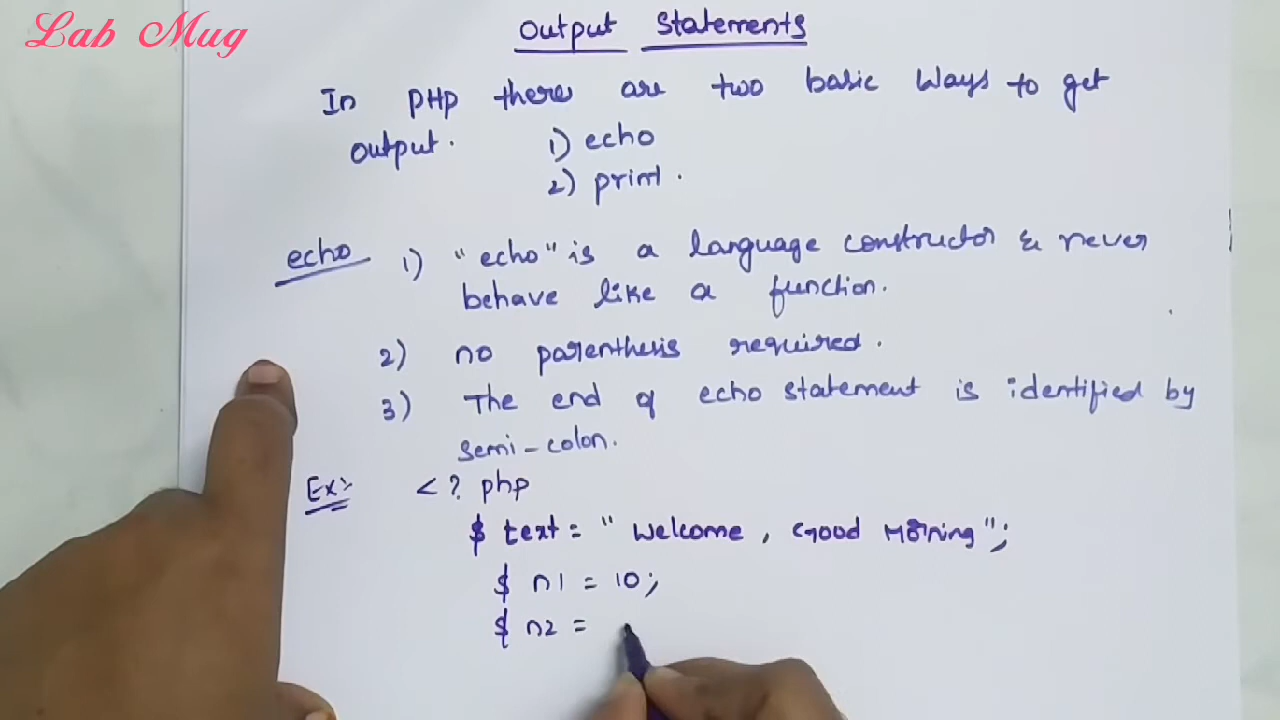 Lab Mug
Output Statements
In PHP there are two basic ways to get
output. 1) echo
2) print.
echo 1) "echo" is a language constructor & never
behave like a function.
2) no parenthesis required.
3) The end of echo statement is identified by
semi-colon.
Ex:- <? php
$ text = " Welcome, Good Morning";
$ n1 = 10;
$ n2 =